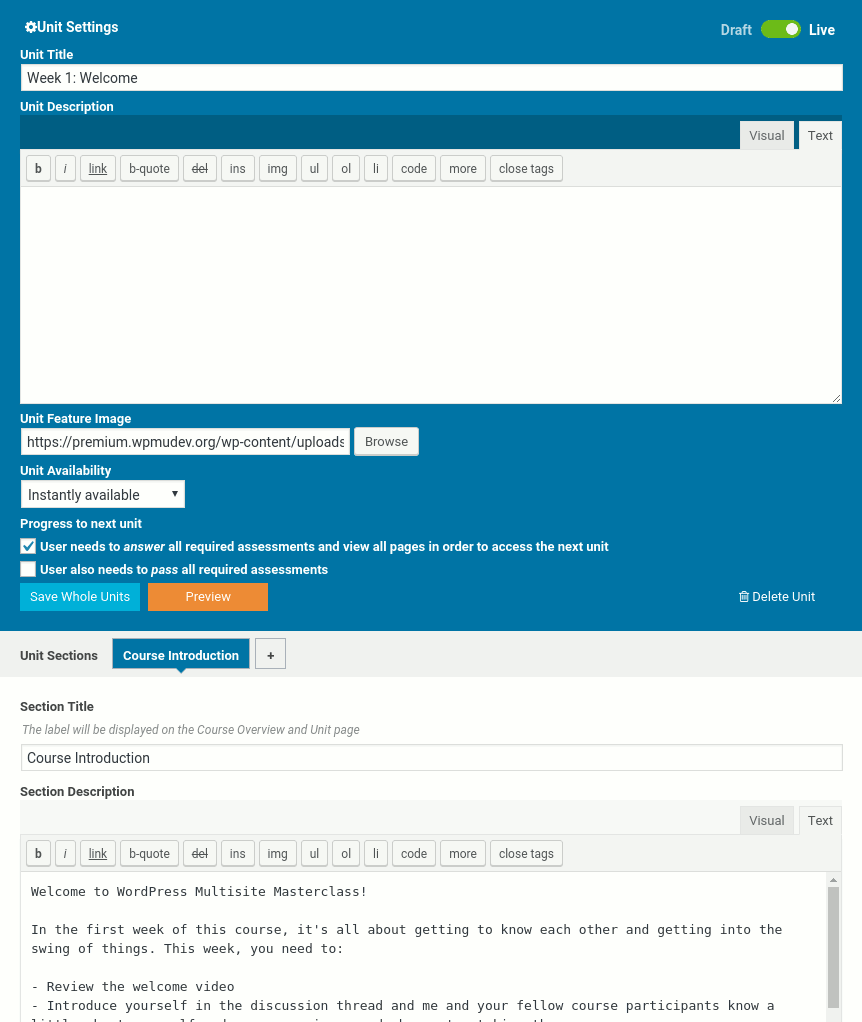 Unit Settings
Draft Live
Unit Title
Week 1: Welcome
Unit Description
Visual Text
b i link b-quote del ins img ul ol li code more close tags
Unit Feature Image
https://premium.wpmudev.org/wp-content/uploads Browse
Unit Availability
Instantly available
Progress to next unit
User needs to answer all required assessments and view all pages in order to access the next unit
User also needs to pass all required assessments
Save Whole Units Preview Delete Unit
Unit Sections Course Introduction +
Section Title
The label will be displayed on the Course Overview and Unit page
Course Introduction
Section Description
Visual Text
b i link b-quote del ins img ul ol li code more close tags
Welcome to WordPress Multisite Masterclass!
In the first week of this course, it's all about getting to know each other and getting into the
swing of things. This week, you need to:
- Review the welcome video
- Introduce yourself in the discussion thread and me and your fellow course participants know a